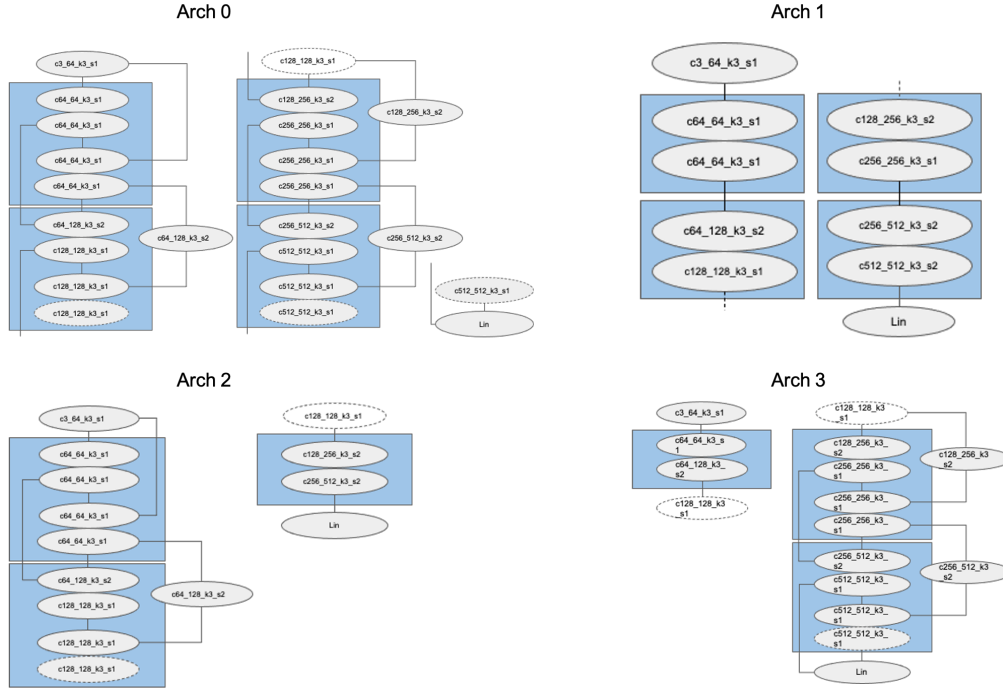 Arch 0
c3_64_k3_s1
c64_64_k3_s1
c64_64_k3_s1
c64_64_k3_s1
c64_64_k3_s1
c64_128_k3_s2
c128_128_k3_s1
c128_128_k3_s1
c128_128_k3_s1
c64_128_k3_s2
c128_128_k3_s1
c128_256_k3_s2
c256_256_k3_s1
c256_256_k3_s1
c256_256_k3_s1
c256_512_k3_s2
c512_512_k3_s1
c512_512_k3_s1
c512_512_k3_s1
c128_256_k3_s2
c256_512_k3_s2
c512_512_k3_s1
Lin
Arch 1
c3_64_k3_s1
c64_64_k3_s1
c64_64_k3_s1
c64_128_k3_s2
c128_128_k3_s1
c128_256_k3_s2
c256_256_k3_s1
c256_512_k3_s2
c512_512_k3_s2
Lin
Arch 2
c3_64_k3_s1
c64_64_k3_s1
c64_64_k3_s1
c64_64_k3_s1
c64_64_k3_s1
c64_128_k3_s2
c128_128_k3_s1
c128_128_k3_s1
c128_128_k3_s1
c64_128_k3_s2
c128_128_k3_s1
c128_256_k3_s2
c256_512_k3_s2
Lin
Arch 3
c3_64_k3_s1
c64_64_k3_s
1
c64_128_k3_
s2
c128_128_k3
_s1
c128_128_k3
_s1
c128_256_k3_
s2
c256_256_k3_
s1
c256_256_k3_
s1
c256_256_k3_
s1
c256_512_k3_
s2
c512_512_k3_
s1
c512_512_k3_
s1
c512_512_k3_
s1
c128_256_k3_
s2
c256_512_k3
_s2
Lin